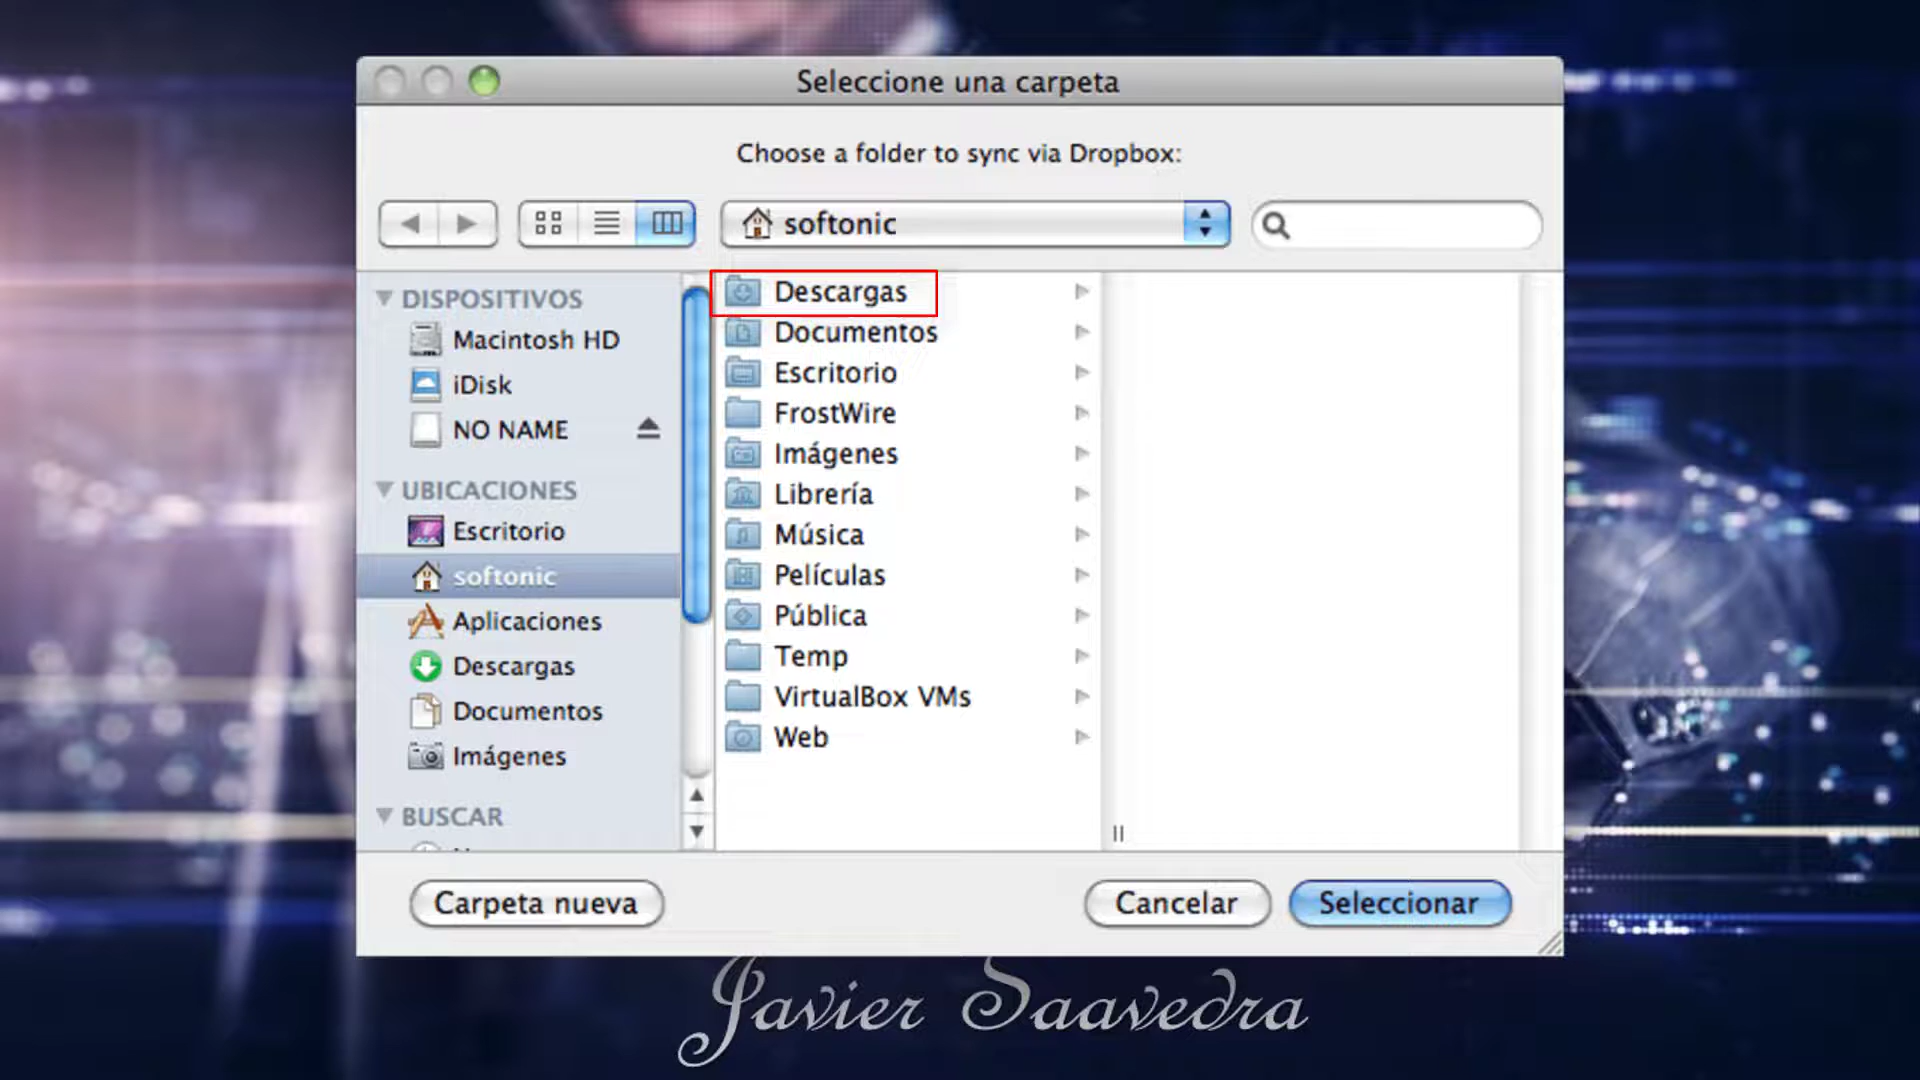 Seleccione una carpeta
Choose a folder to sync via Dropbox:
softonic
DISPOSITIVOS
Macintosh HD
iDisk
NO NAME
UBICACIONES
Escritorio
softonic
Aplicaciones
Descargas
Documentos
Imágenes
BUSCAR
Descargas
Documentos
Escritorio
FrostWire
Imágenes
Librería
Música
Películas
Pública
Temp
VirtualBox VMs
Web
Carpeta nueva
Cancelar
Seleccionar
Javier Saavedra